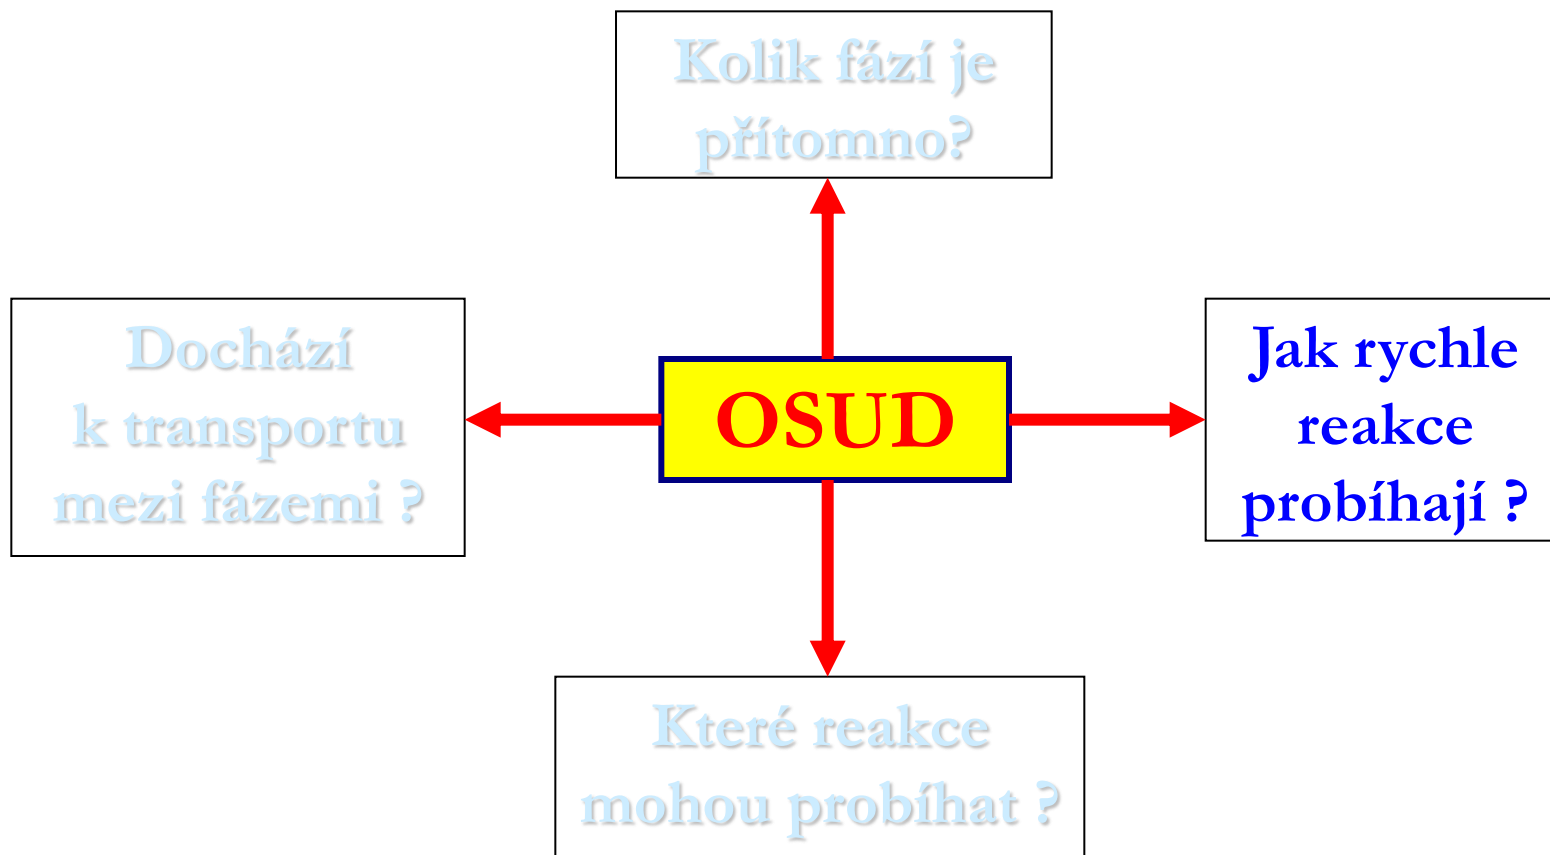 Kolik fází je
přítomno?
Dochází
k transportu
mezi fázemi ?
OSUD
Jak rychle
reakce
probíhají ?
Které reakce
mohou probíhat ?